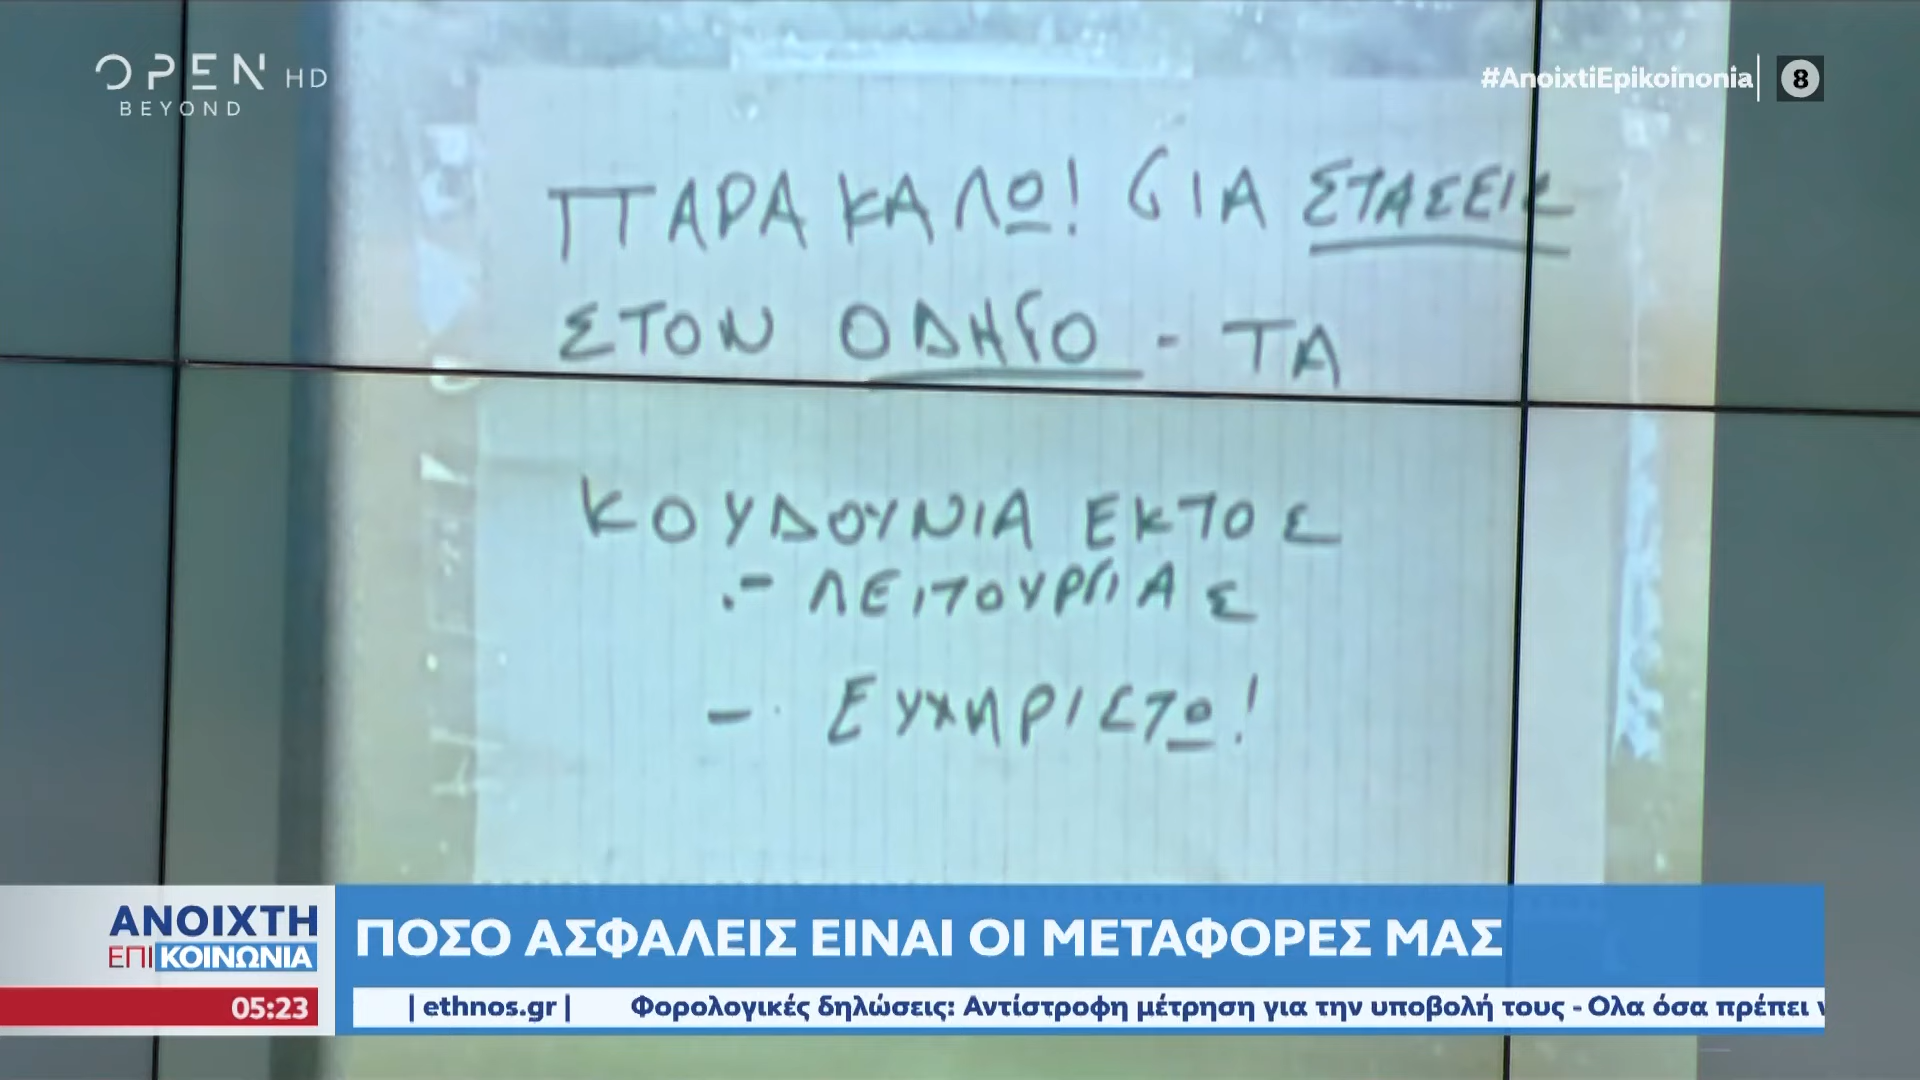 OPEN HD
BEYOND
#AnoixtiEpikoinonia 8
ΠΑΡΑΚΑΛΩ! ΓΙΑ ΣΤΑΣΕΙΣ
ΣΤΟΝ ΟΔΗΓΟ - ΤΑ
ΚΟΥΔΟΥΝΙΑ ΕΚΤΟΣ
.- ΛΕΙΤΟΥΡΓΙΑΣ
- ΕΥΧΑΡΙΣΤΩ!
ΑΝΟΙΧΤΗ
ΕΠΙΚΟΙΝΩΝΙΑ
ΠΟΣΟ ΑΣΦΑΛΕΙΣ ΕΙΝΑΙ ΟΙ ΜΕΤΑΦΟΡΕΣ ΜΑΣ
05:23
| ethnos.gr | Φορολογικές δηλώσεις: Αντίστροφη μέτρηση για την υποβολή τους - Ολα όσα πρέπει